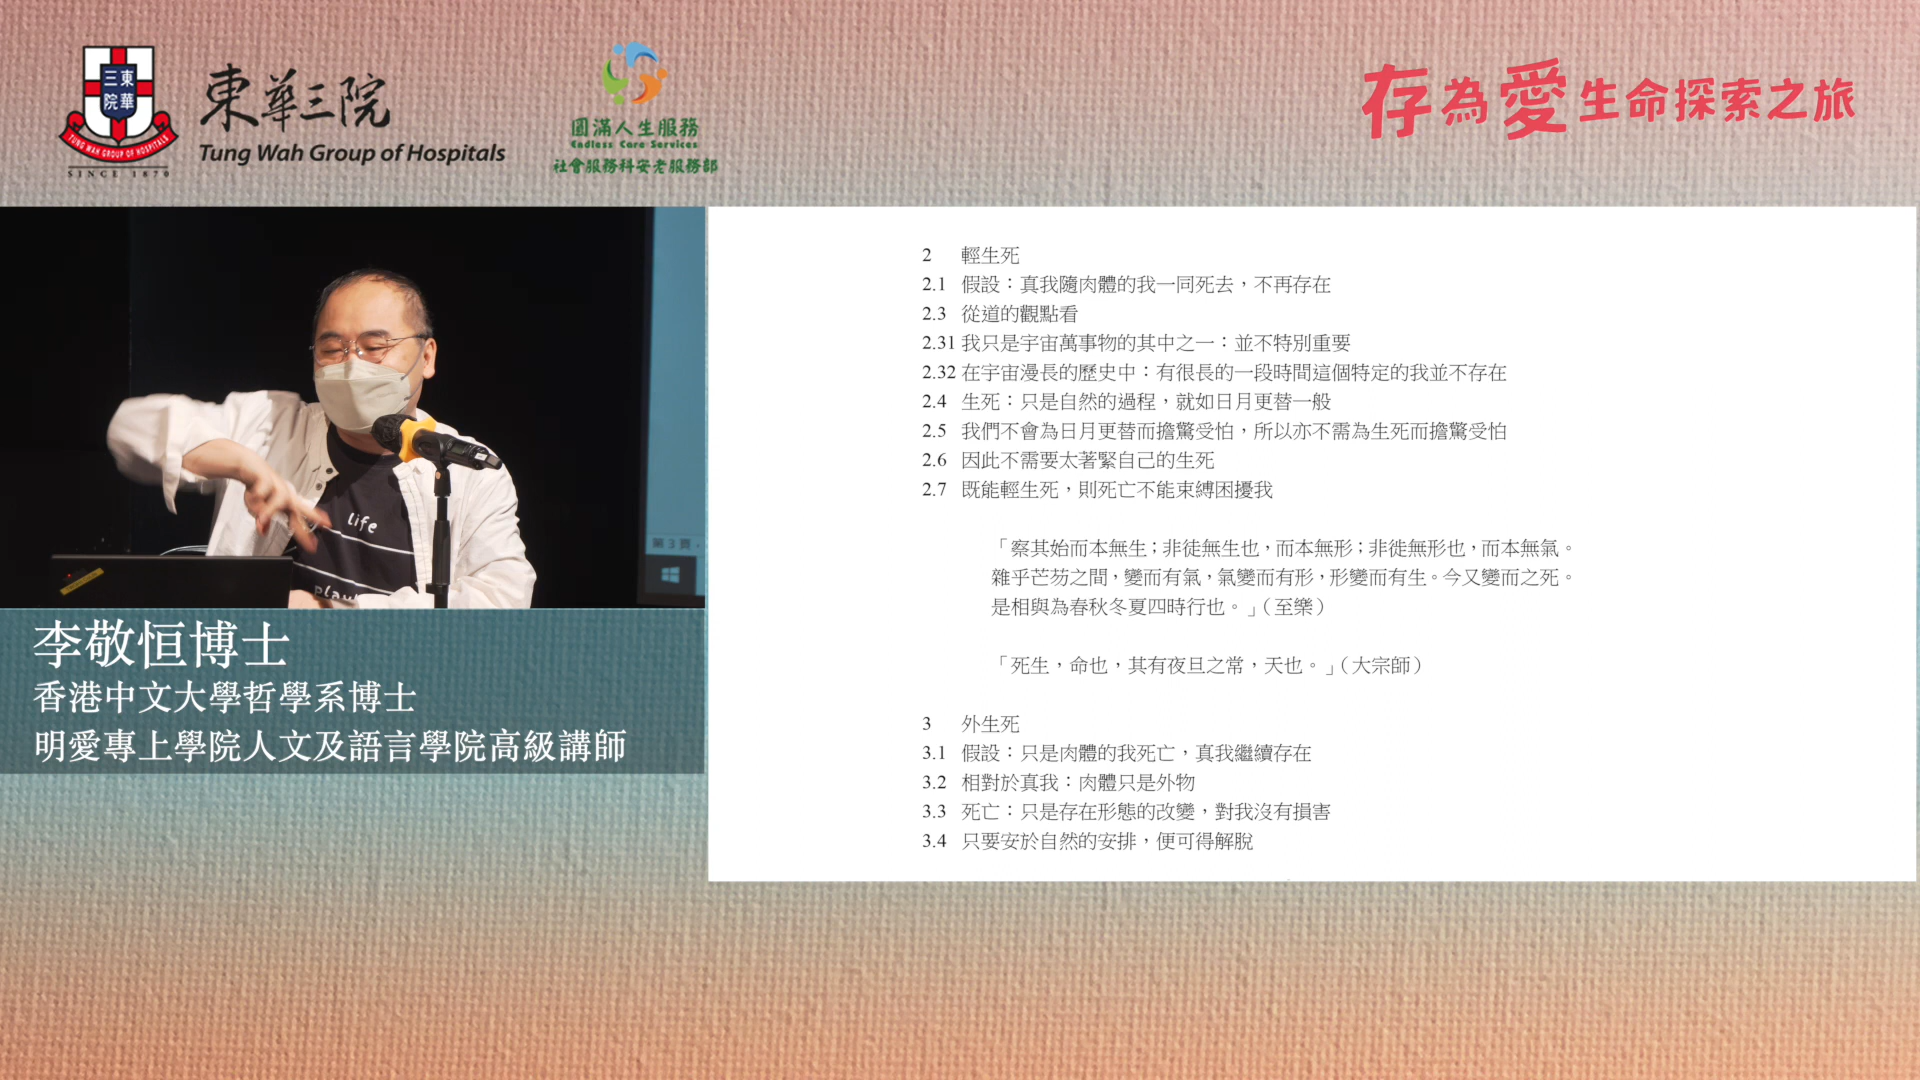 東華三院
TUNG WAH GROUP OF HOSPITALS
SINCE 1870
東華三院
Tung Wah Group of Hospitals
圓滿人生服務
Endless Care Services
社會服務科安老服務部
存為愛生命探索之旅
life
play
第 3 頁
李敬恒博士
香港中文大學哲學系博士
明愛專上學院人文及語言學院高級講師
2 輕生死
2.1 假設：真我隨肉體的我一同死去，不再存在
2.3 從道的觀點看
2.31 我只是宇宙萬事物的其中之一：並不特別重要
2.32 在宇宙漫長的歷史中：有很長的一段時間這個特定的我並不存在
2.4 生死：只是自然的過程，就如日月更替一般
2.5 我們不會為日月更替而擔驚受怕，所以亦不需為生死而擔驚受怕
2.6 因此不需要太著緊自己的生死
2.7 既能輕生死，則死亡不能束縛困擾我
「察其始而本無生；非徒無生也，而本無形；非徙無形也，而本無氣。
雜乎芒芴之間，變而有氣，氣變而有形，形變而有生。今又變而之死。
是相與為春秋冬夏四時行也。」（至樂）
「死生，命也，其有夜旦之常，天也。」（大宗師）
3 外生死
3.1 假設：只是肉體的我死亡，真我繼續存在
3.2 相對於真我：肉體只是外物
3.3 死亡：只是存在形態的改變，對我沒有損害
3.4 只要安於自然的安排，便可得解脫